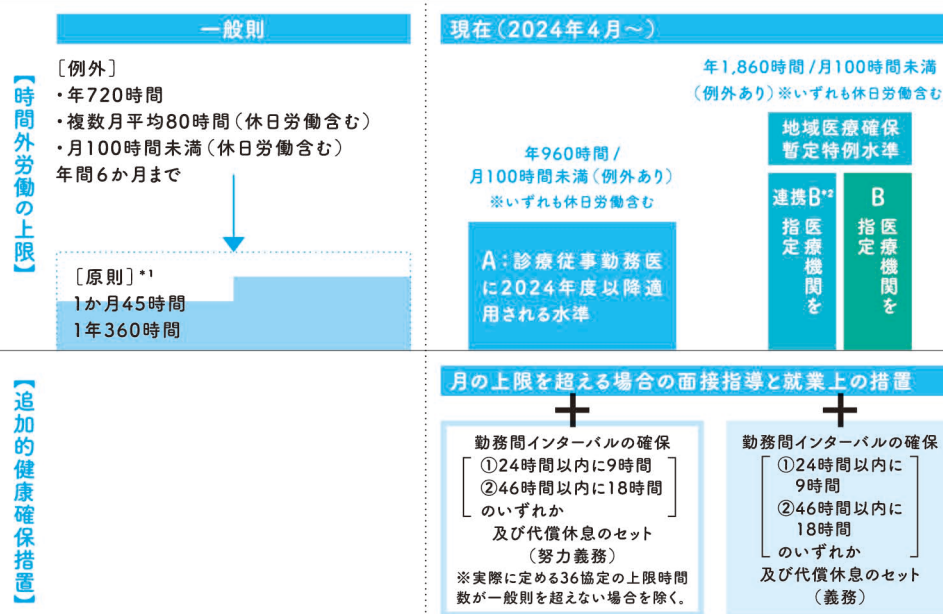 一般則
現在（2024年4月～）
【時間外労働の上限】
［例外］
・年720時間
・複数月平均80時間（休日労働含む）
・月100時間未満（休日労働含む）
年間6か月まで
［原則］*1
1か月45時間
1年360時間
年960時間/
月100時間未満（例外あり）
※いずれも休日労働含む
A：診療従事勤務医
に2024年度以降適
用される水準
年1,860時間/月100時間未満
（例外あり）※いずれも休日労働含む
地域医療確保
暫定特例水準
連携B*2
医療機関を
指定
B
医療機関を
指定
【追加的健康確保措置】
月の上限を超える場合の面接指導と就業上の措置
+
勤務間インターバルの確保
①24時間以内に9時間
②46時間以内に18時間
のいずれか
及び代償休息のセット
（努力義務）
※実際に定める36協定の上限時間
数が一般則を超えない場合を除く。
+
勤務間インターバルの確保
①24時間以内に
9時間
②46時間以内に
18時間
のいずれか
及び代償休息のセット
（義務）